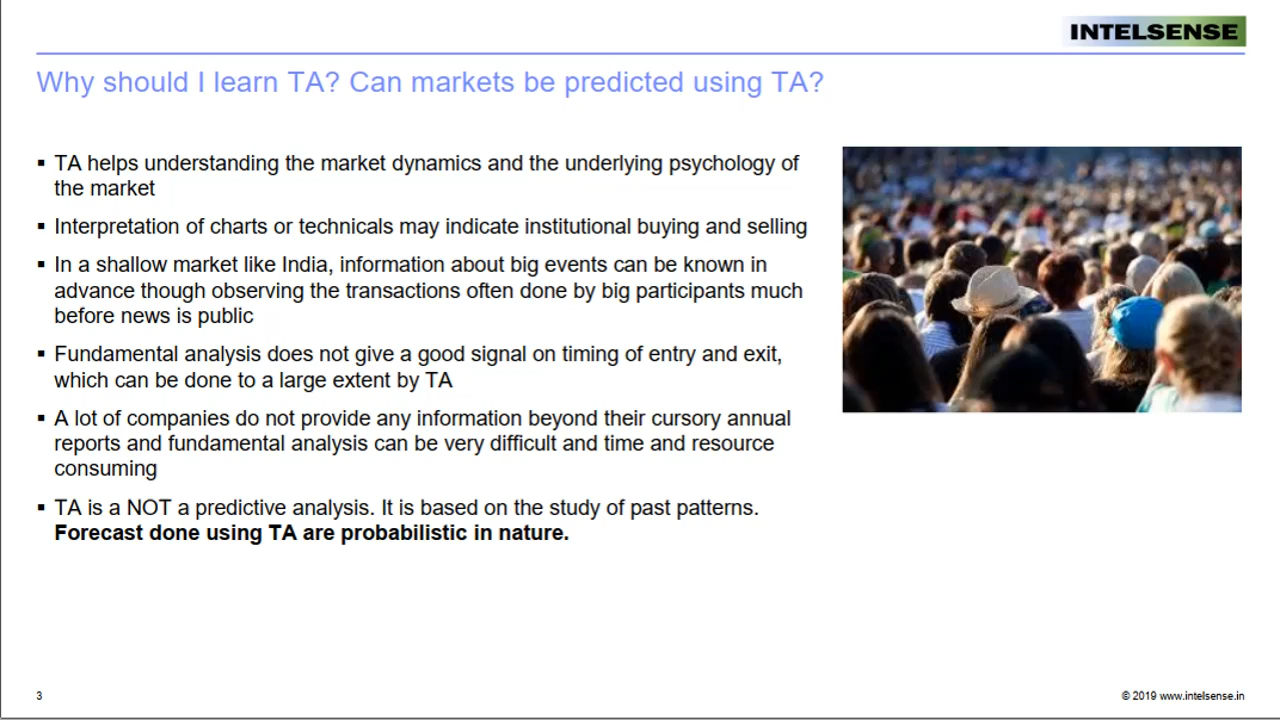 INTELSENSE
Why should I learn TA? Can markets be predicted using TA?
▪ TA helps understanding the market dynamics and the underlying psychology of
the market
▪ Interpretation of charts or technicals may indicate institutional buying and selling
▪ In a shallow market like India, information about big events can be known in
advance though observing the transactions often done by big participants much
before news is public
▪ Fundamental analysis does not give a good signal on timing of entry and exit,
which can be done to a large extent by TA
▪ A lot of companies do not provide any information beyond their cursory annual
reports and fundamental analysis can be very difficult and time and resource
consuming
▪ TA is a NOT a predictive analysis. It is based on the study of past patterns.
Forecast done using TA are probabilistic in nature.
3
© 2019 www.intelsense.in